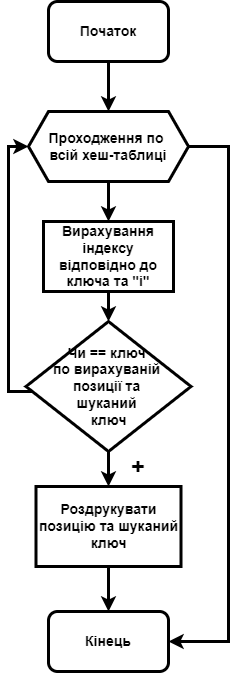 Початок
Проходження по
всій хеш-таблиці
Вирахування
індексу
відповідно до
ключа та "і"
Чи == ключ
по вирахуваній
позиції та
шуканий
ключ
+
Роздрукувати
позицію та шуканий
ключ
Кінець